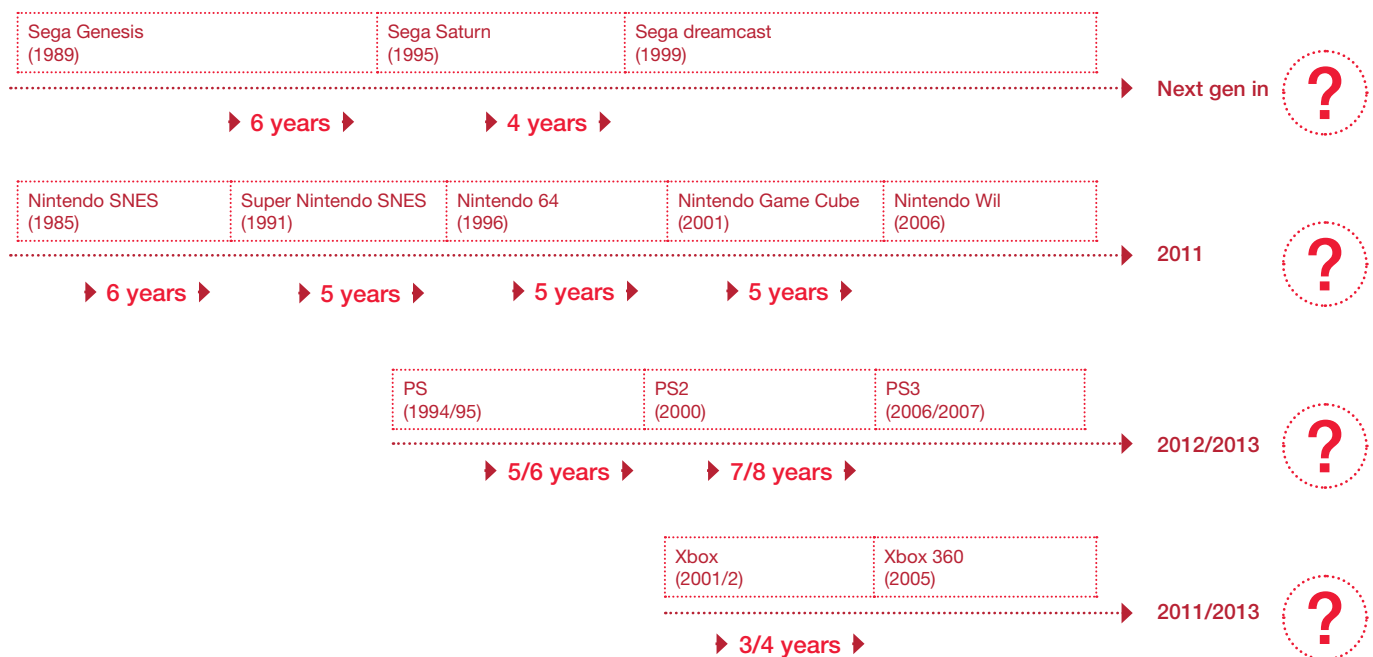 Sega Genesis
(1989)
Sega Saturn
(1995)
Sega dreamcast
(1999)
Next gen in
?
6 years
4 years
Nintendo SNES
(1985)
Super Nintendo SNES
(1991)
Nintendo 64
(1996)
Nintendo Game Cube
(2001)
Nintendo Wil
(2006)
2011
?
6 years
5 years
5 years
5 years
PS
(1994/95)
PS2
(2000)
PS3
(2006/2007)
2012/2013
?
5/6 years
7/8 years
Xbox
(2001/2)
Xbox 360
(2005)
2011/2013
?
3/4 years